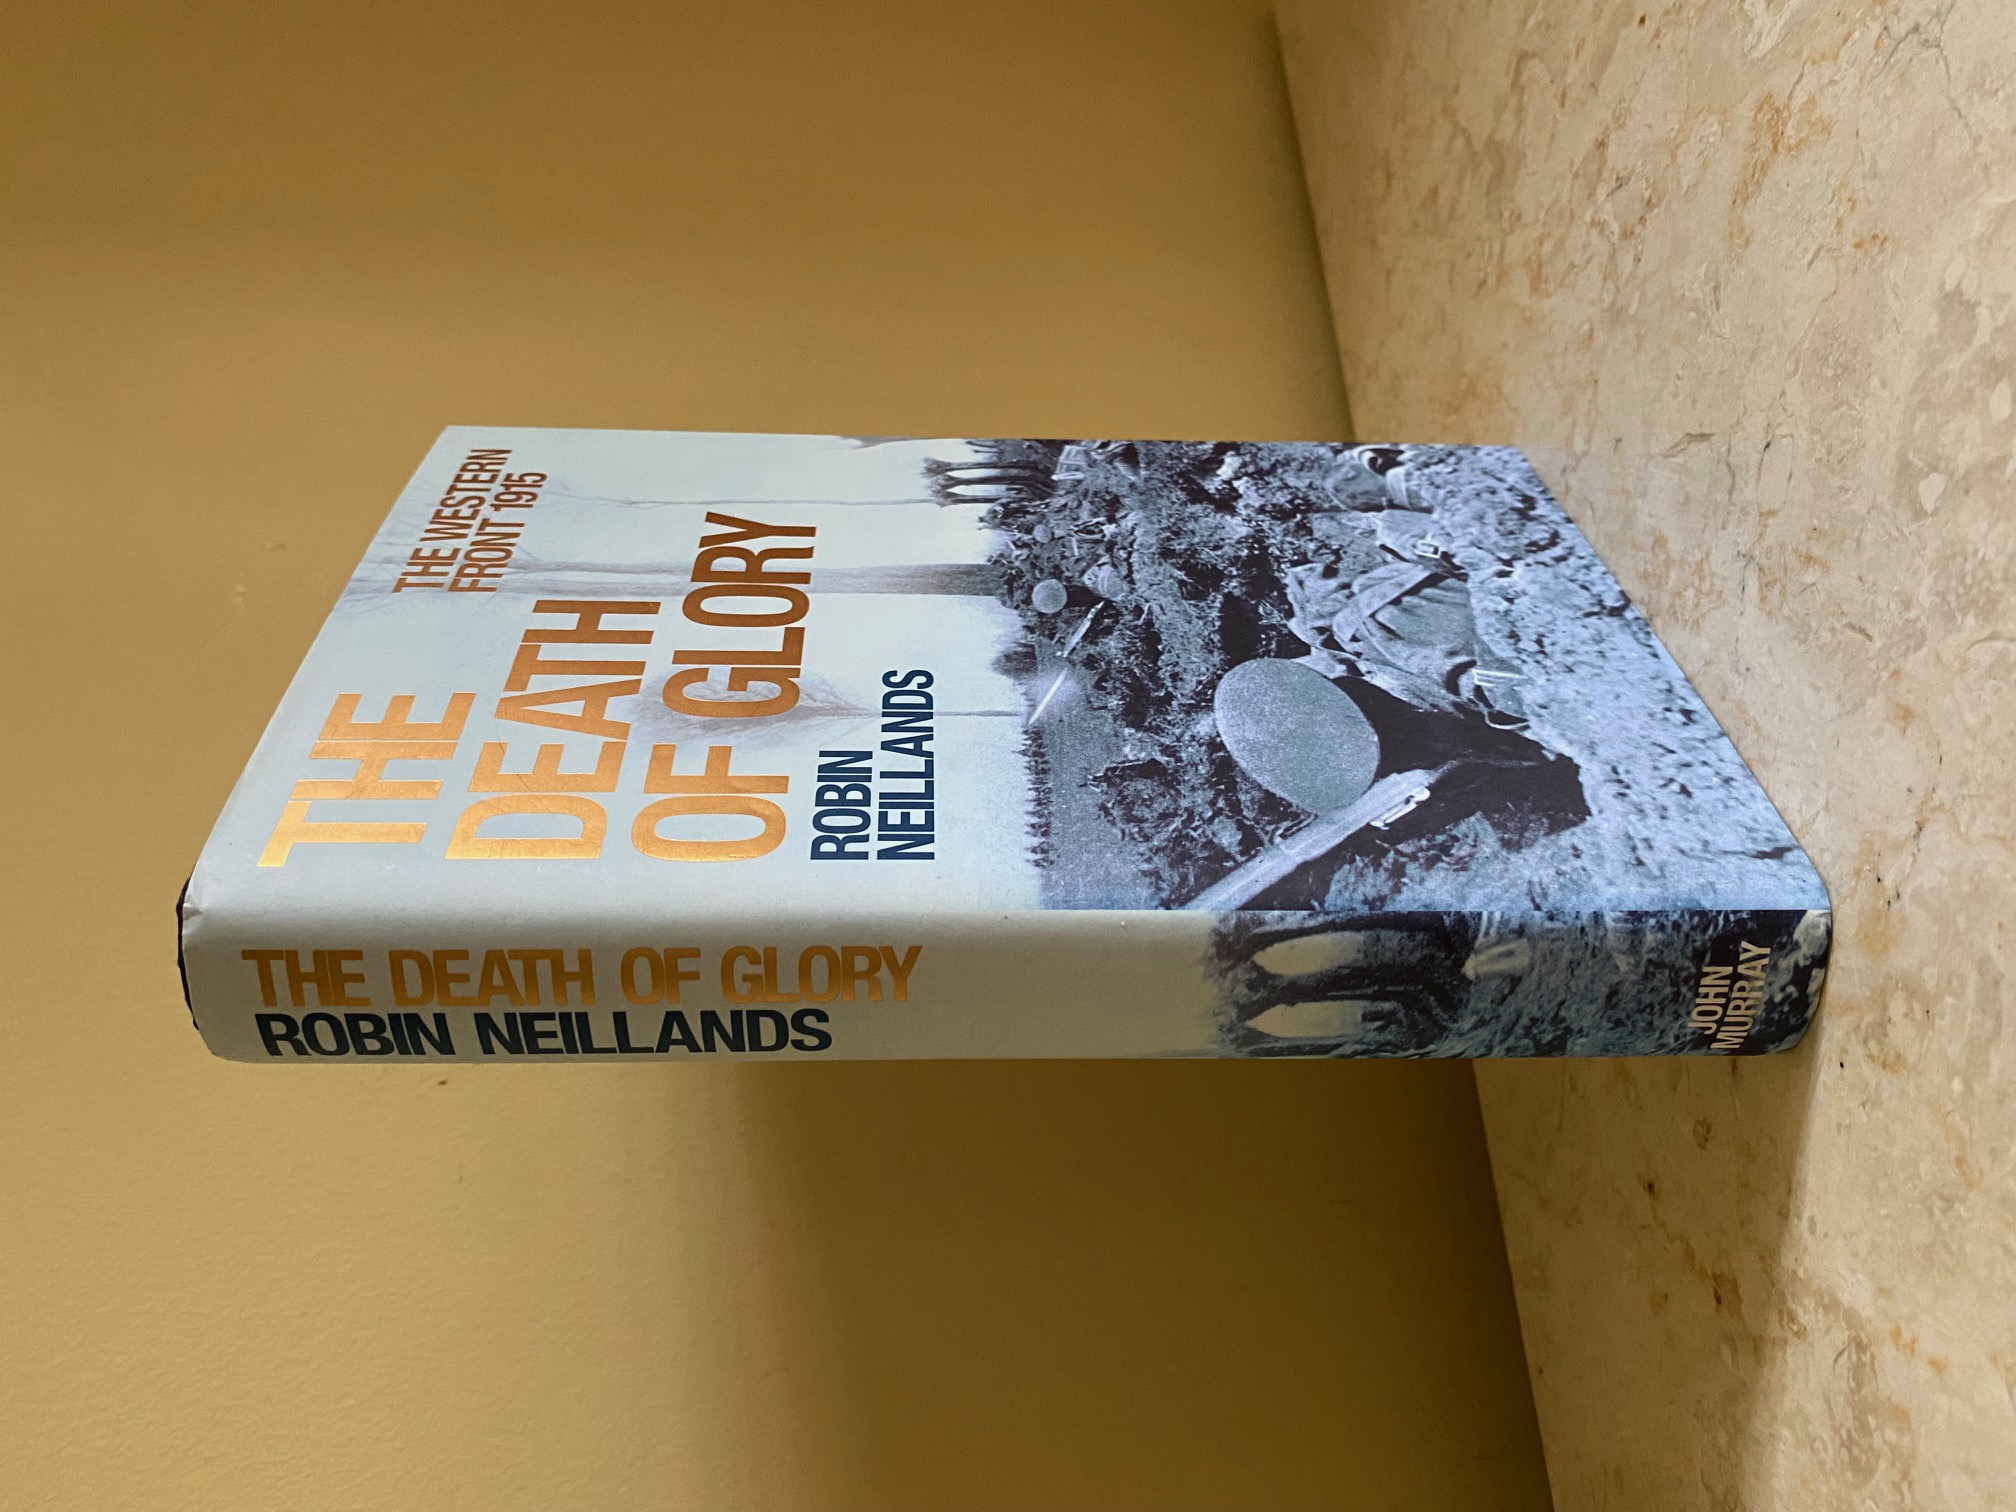 THE WESTERN
FRONT 1915
THE
DEATH
OF GLORY
ROBIN
NEILLANDS
THE DEATH OF GLORY
ROBIN NEILLANDS
JOHN
MURRAY